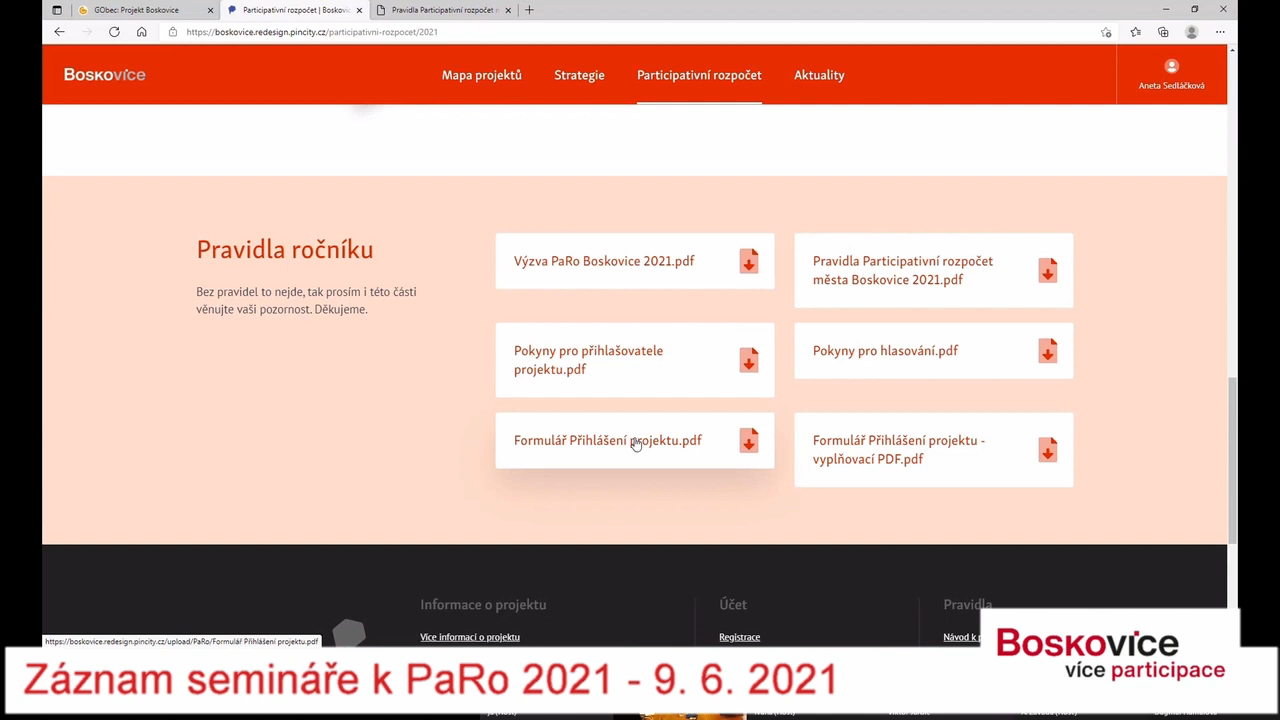 GObec: Projekt Boskovice
Participativní rozpočet | Boskovic
Pravidla Participativní rozpočet m
https://boskovice.redesign.pincity.cz/participativni-rozpocet/2021
Boskovice
Mapa projektů
Strategie
Participativní rozpočet
Aktuality
Aneta Sedláčková
Pravidla ročníku
Bez pravidel to nejde, tak prosím i této části
věnujte vaši pozornost. Děkujeme.
Výzva PaRo Boskovice 2021.pdf
Pravidla Participativní rozpočet
města Boskovice 2021.pdf
Pokyny pro přihlašovatele
projektu.pdf
Pokyny pro hlasování.pdf
Formulář Přihlášení projektu.pdf
Formulář Přihlášení projektu -
vyplňovací PDF.pdf
Informace o projektu
Účet
Pravidla
Více informací o projektu
Registrace
Návod k p
https://boskovice.redesign.pincity.cz/upload/PaRo/Formulář Přihlášení projektu.pdf
Boskovice
více participace
Záznam semináře k PaRo 2021 - 9. 6. 2021